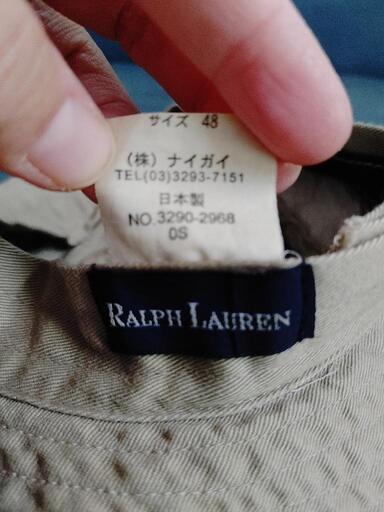 サイズ 48
(株) ナイガイ
TEL(03)3293-7151
日本製
NO.3290-2968
0S
RALPH LAUREN